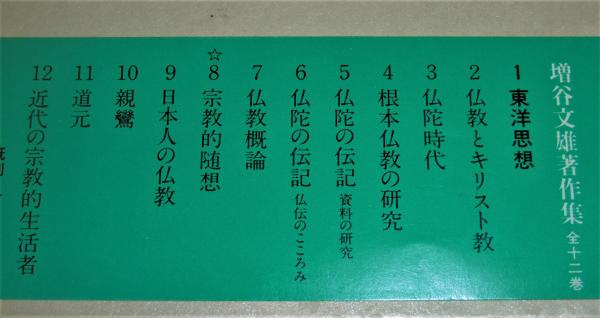 増谷文雄著作集 全十二巻
1 東洋思想
2 仏教とキリスト教
3 仏陀時代
4 根本仏教の研究
5 仏陀の伝記 資料の研究
6 仏陀の伝記 仏伝のこころみ
7 仏教概論
☆8 宗教的随想
9 日本人の仏教
10 親鸞
11 道元
12 近代の宗教的生活者